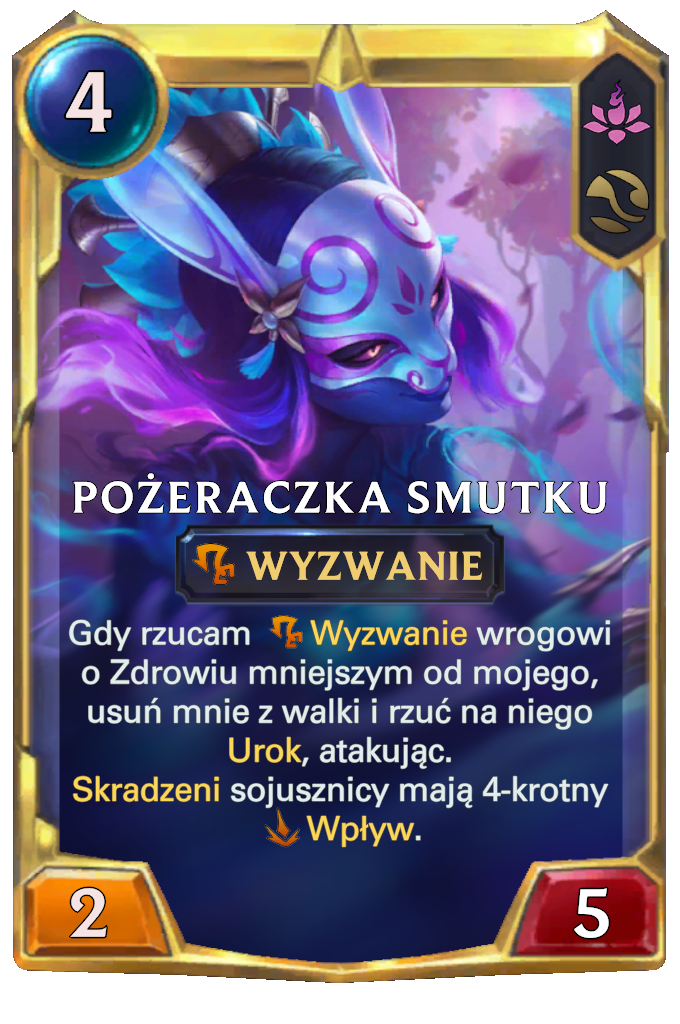 4
POŻERACZKA SMUTKU
WYZWANIE
Gdy rzucam Wyzwanie wrogowi
o Zdrowiu mniejszym od mojego,
usuń mnie z walki i rzuć na niego
Urok, atakując.
Skradzeni sojusznicy mają 4-krotny
Wpływ.
2
5